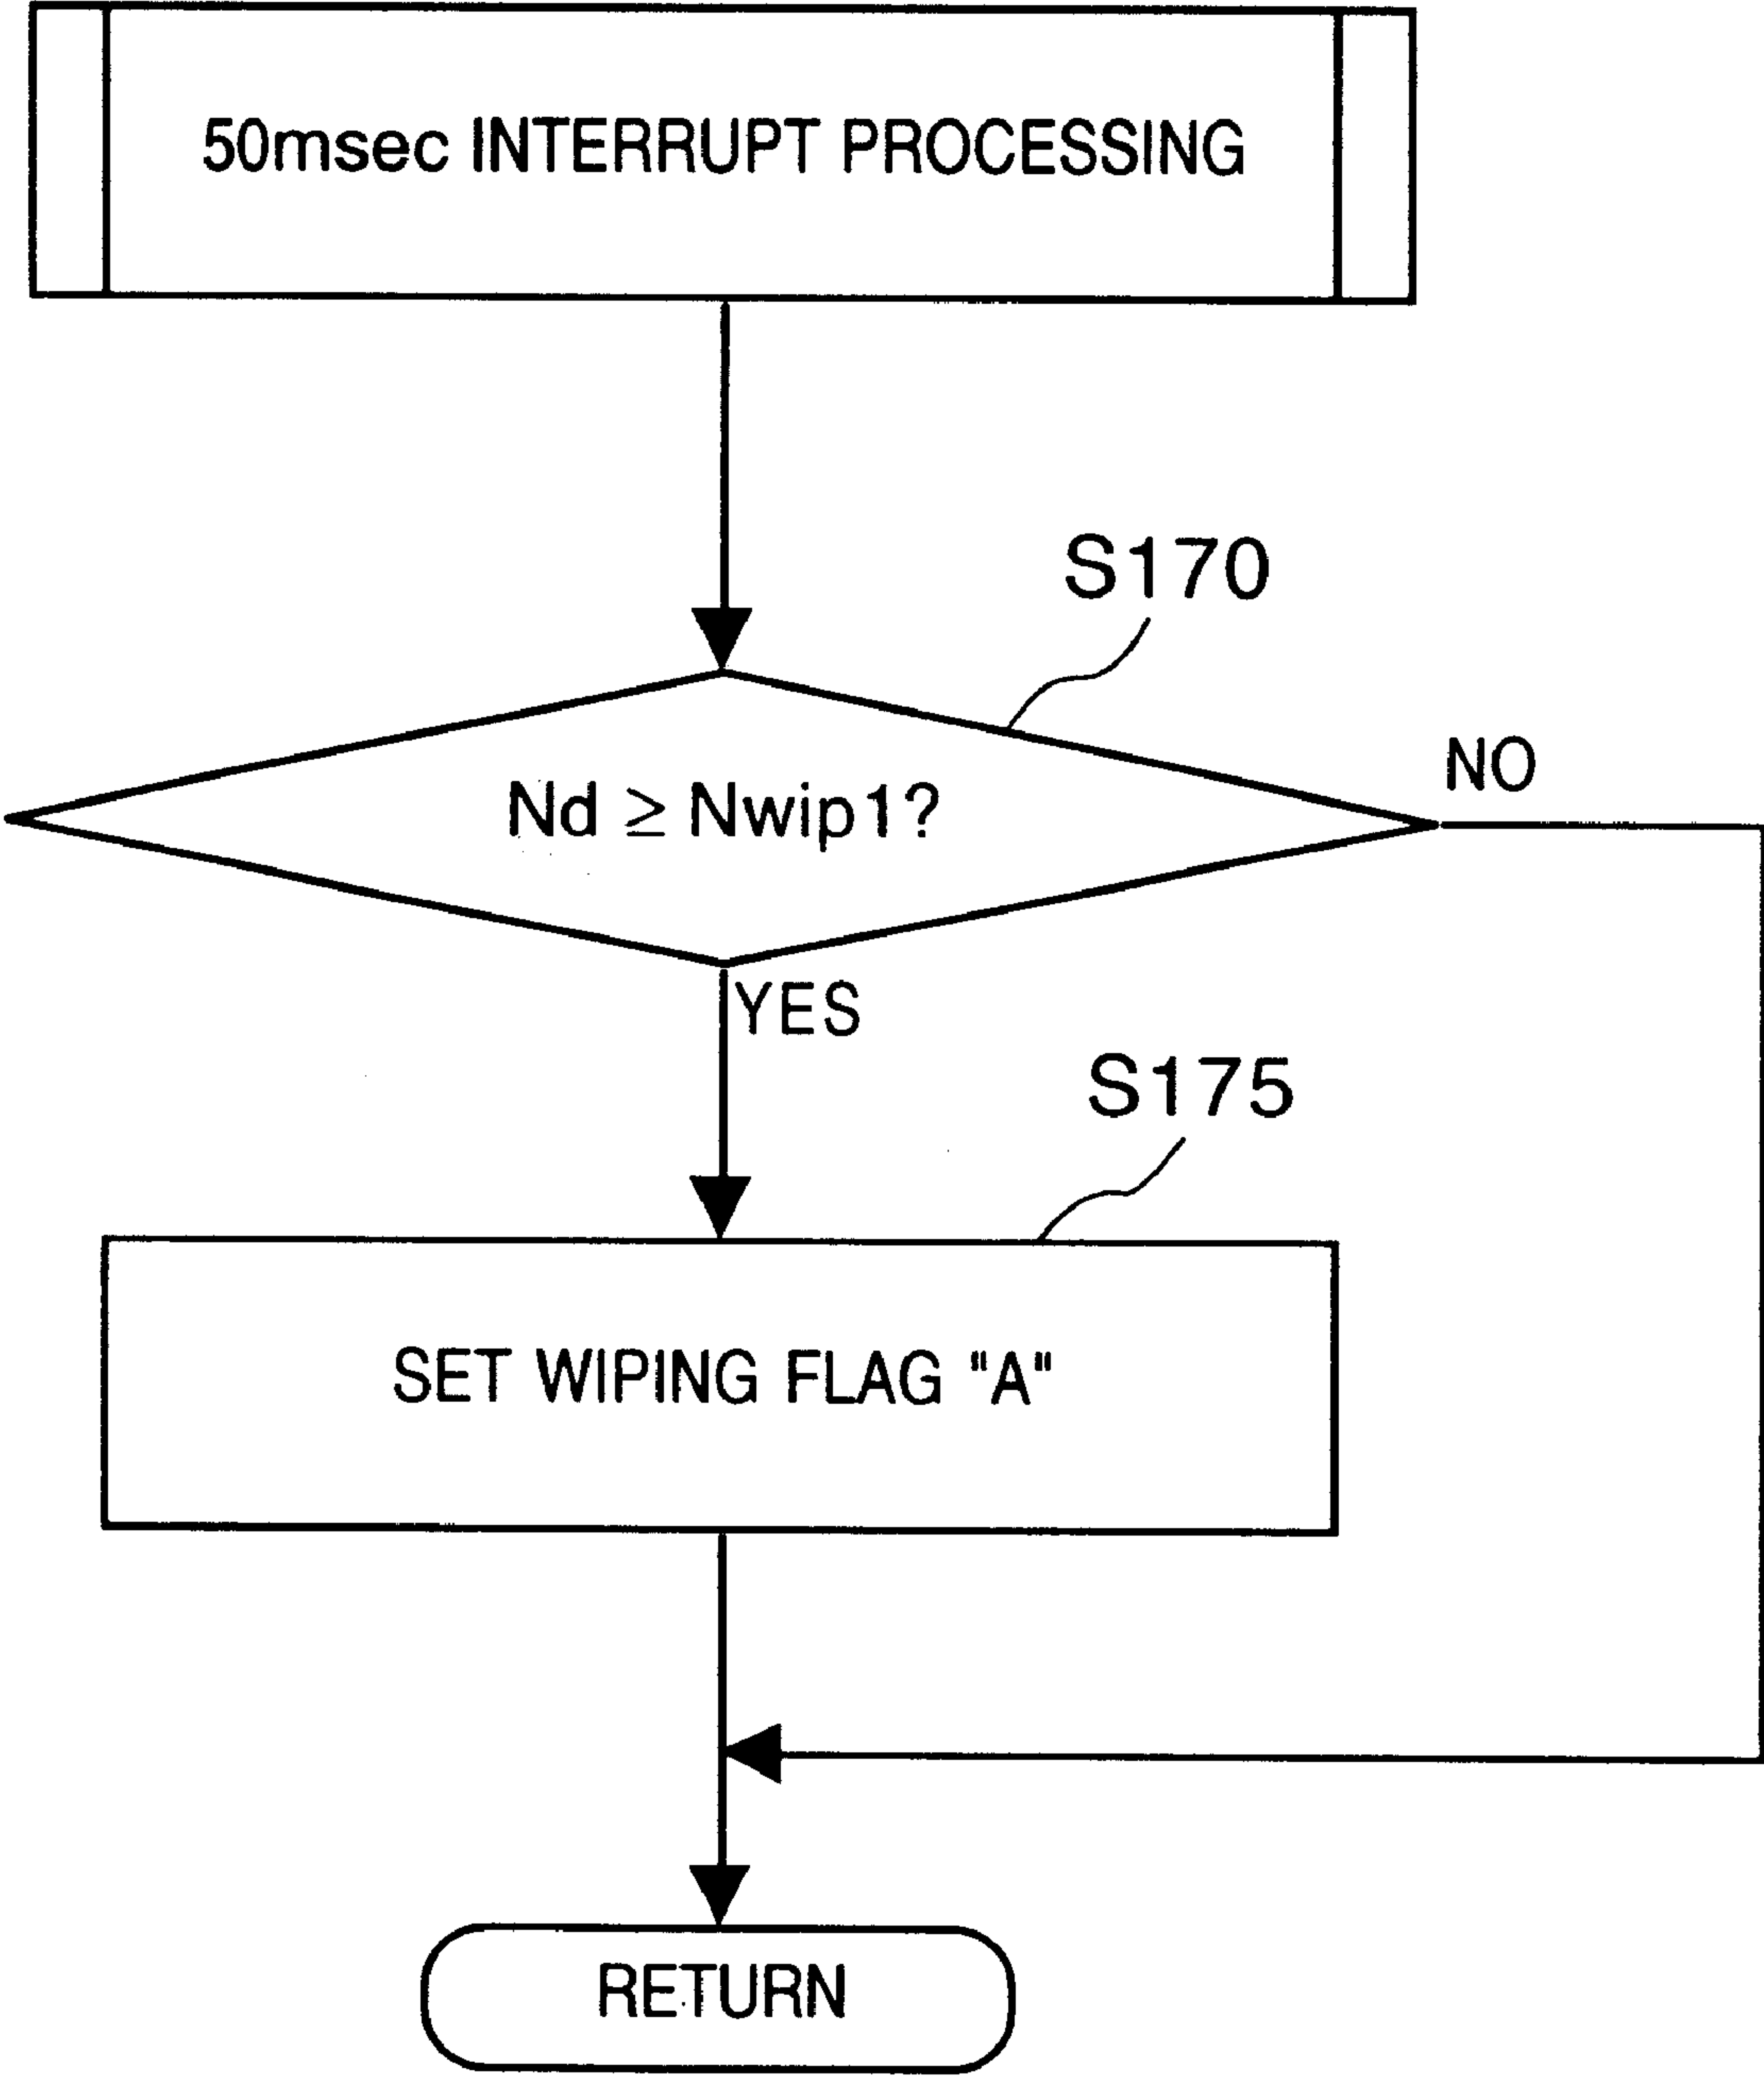 50msec INTERRUPT PROCESSING
S170
Nd ≥ Nwip1?
NO
YES
S175
SET WIPING FLAG "A"
RETURN